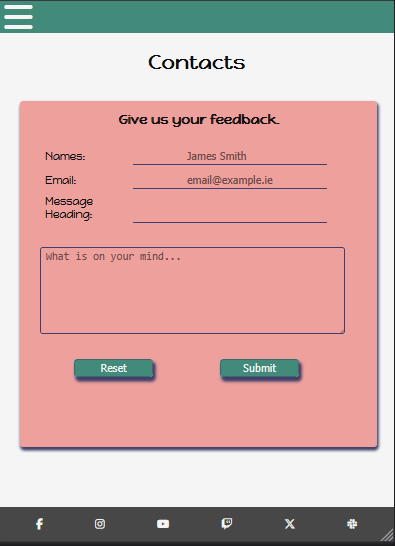 Contacts
Give us your feedback.
Names: James Smith
Email: email@example.ie
Message
Heading:
What is on your mind...
Reset Submit